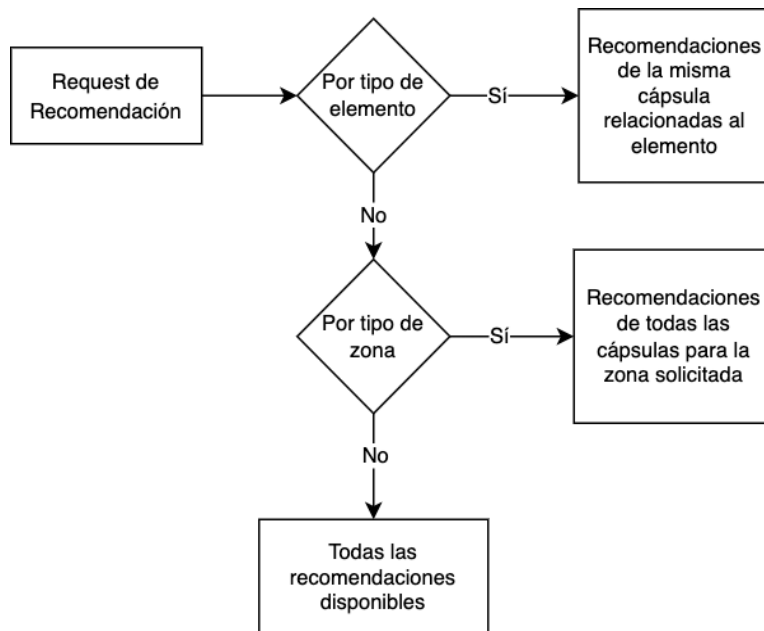 Request de
Recomendación
Por tipo de
elemento
Sí
Recomendaciones
de la misma
cápsula
relacionadas al
elemento
No
Por tipo de
zona
Sí
Recomendaciones
de todas las
cápsulas para la
zona solicitada
No
Todas las
recomendaciones
disponibles